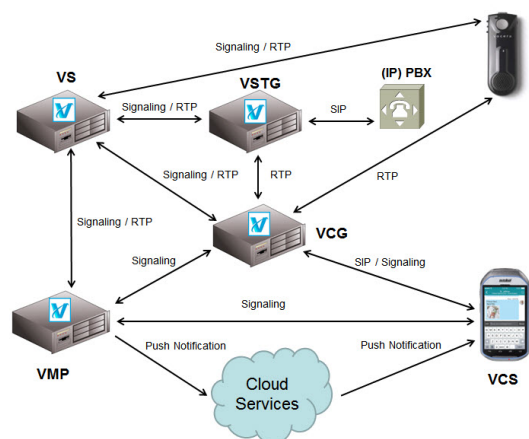 Signaling / RTP
VS
VSTG
(IP) PBX
Signaling / RTP
SIP
Signaling / RTP
RTP
RTP
Signaling / RTP
VCG
Signaling
SIP / Signaling
Signaling
VMP
Push Notification
Push Notification
VCS
Cloud
Services